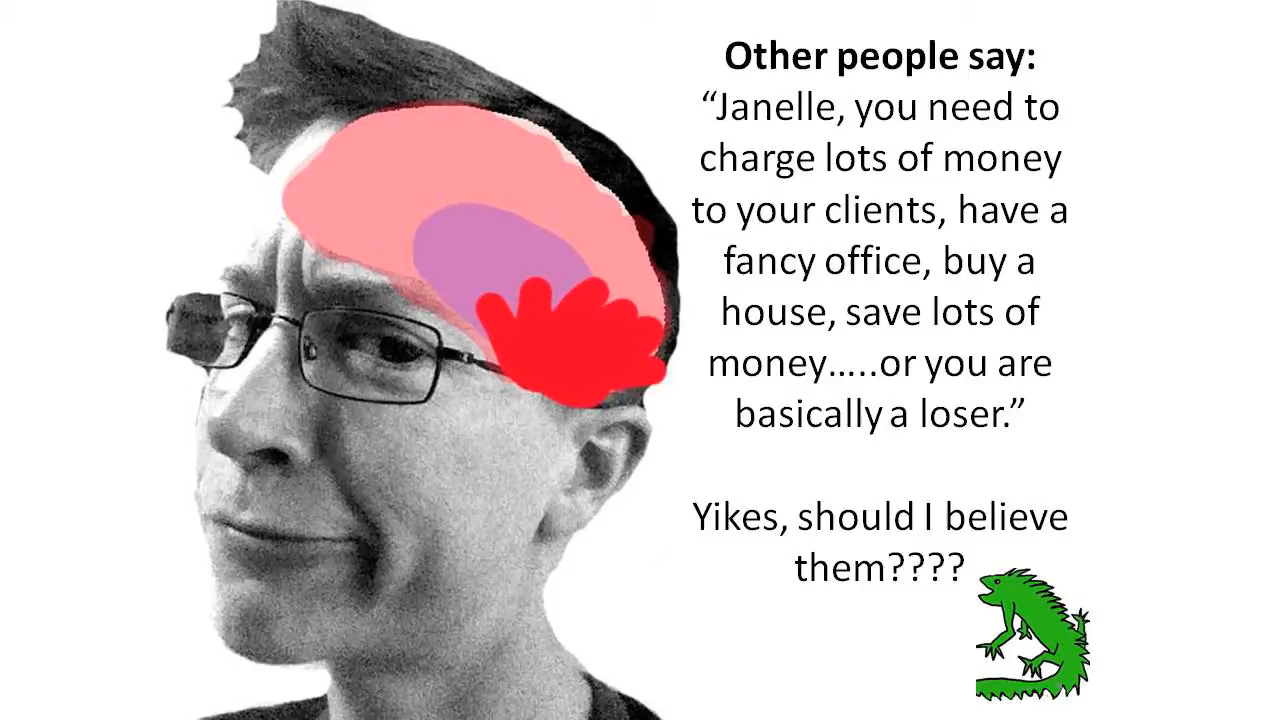 Other people say:
“Janelle, you need to
charge lots of money
to your clients, have a
fancy office, buy a
house, save lots of
money.....or you are
basically a loser.”
Yikes, should I believe
them????